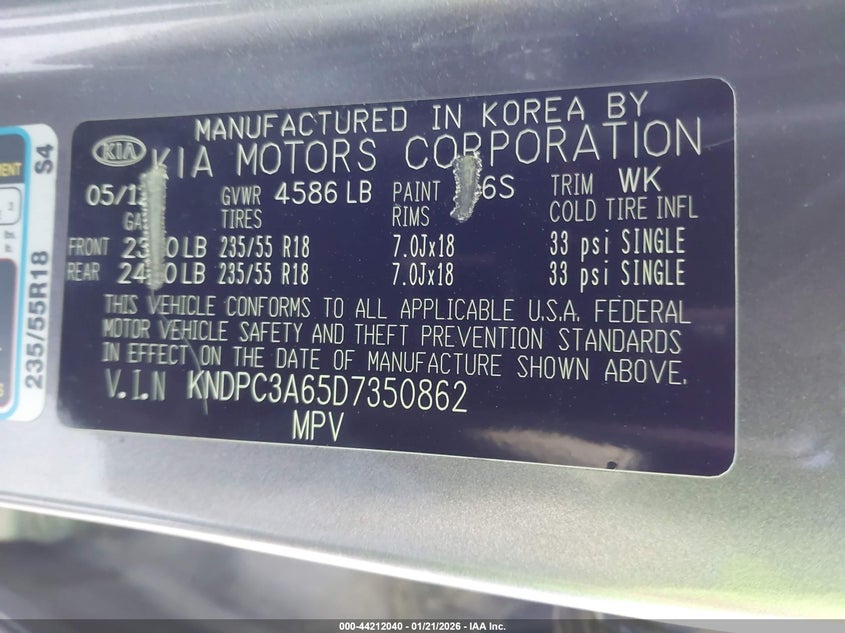 MANUFACTURED IN KOREA BY
KIA KIA MOTORS CORPORATION
GVWR 4586 LB PAINT TRIM WK
TIRES RIMS COLD TIRE INFL
FRONT LB 235/55 R18 7.0Jx18 33 psi SINGLE
REAR LB 235/55 R18 7.0Jx18 33 psi SINGLE
THIS VEHICLE CONFORMS TO ALL APPLICABLE U.S.A. FEDERAL
MOTOR VEHICLE SAFETY AND THEFT PREVENTION STANDARDS
IN EFFECT ON THE DATE OF MANUFACTURE SHOWN ABOVE.
V.I.N KNDPC3A65D7350862
MPV
235/55R18 S4
000-44212040 - 01/21/2026 - IAA Inc.